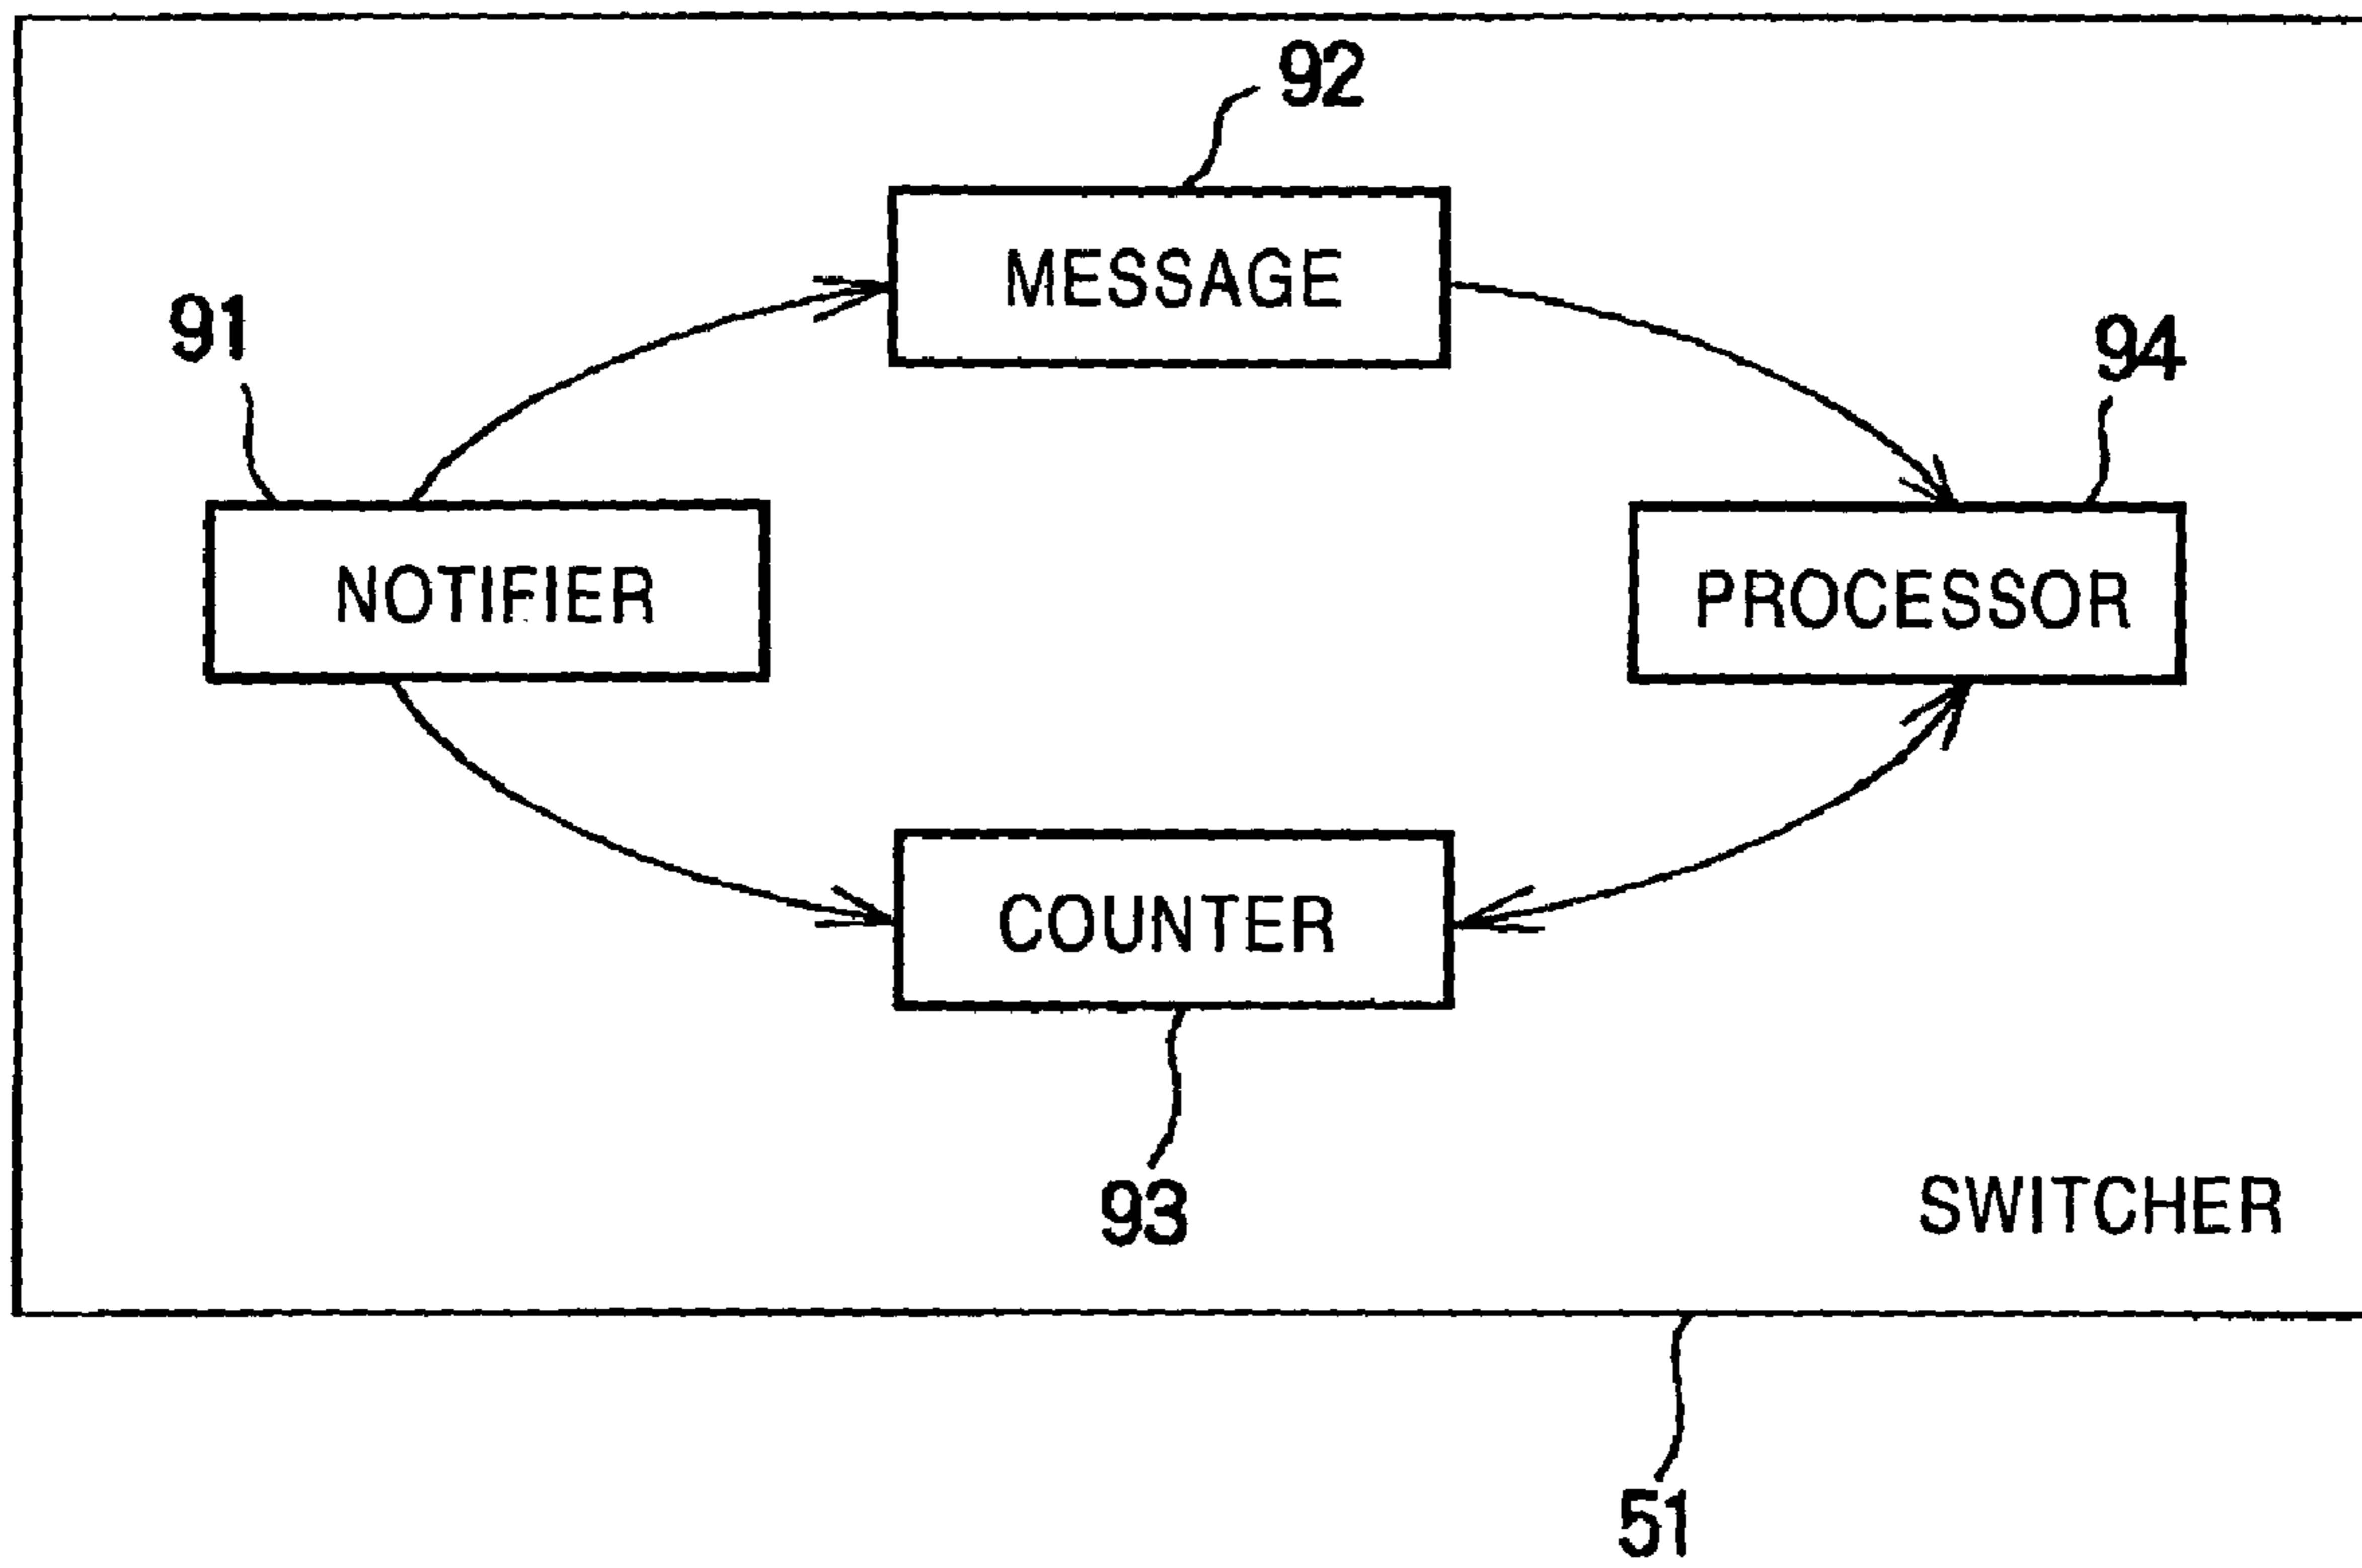 92
MESSAGE
91
94
NOTIFIER
PROCESSOR
COUNTER
93
SWITCHER
51